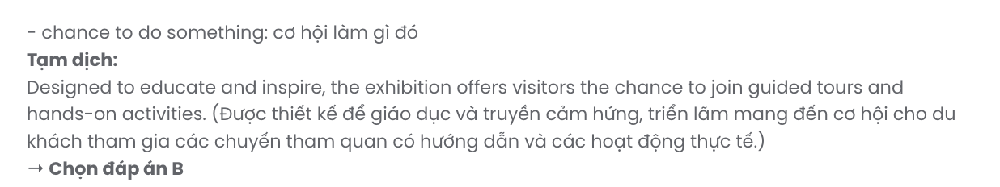 - chance to do something: cơ hội làm gì đó
Tạm dịch:
Designed to educate and inspire, the exhibition offers visitors the chance to join guided tours and
hands-on activities. (Được thiết kế để giáo dục và truyền cảm hứng, triển lãm mang đến cơ hội cho du
khách tham gia các chuyến tham quan có hướng dẫn và các hoạt động thực tế.)
→ Chọn đáp án B